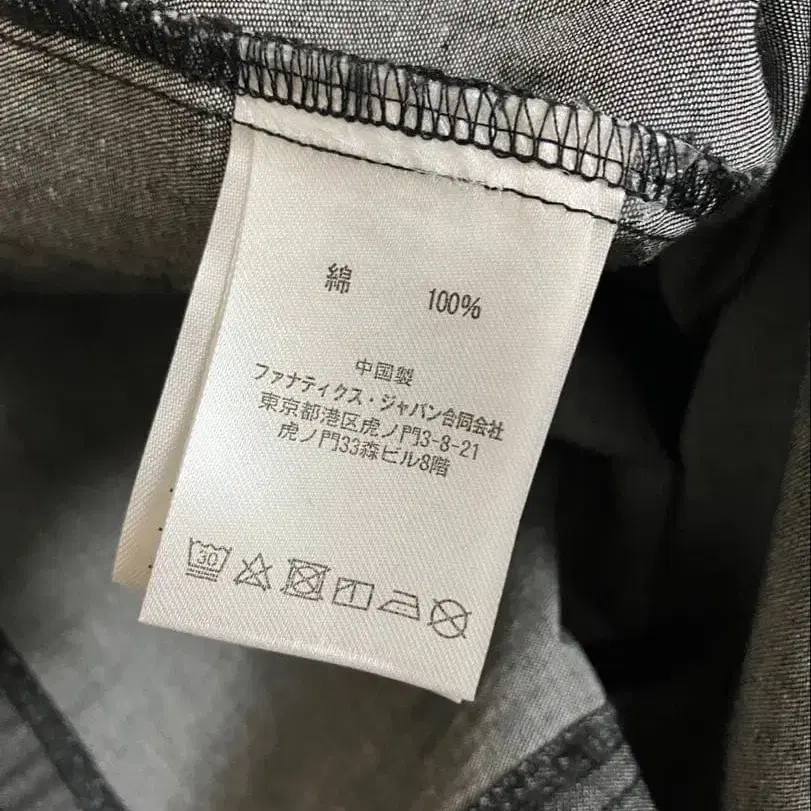 綿 100%
中国製
ファナティクス・ジャパン合同会社
東京都港区虎ノ門3-8-21
虎ノ門33森ビル8階
30